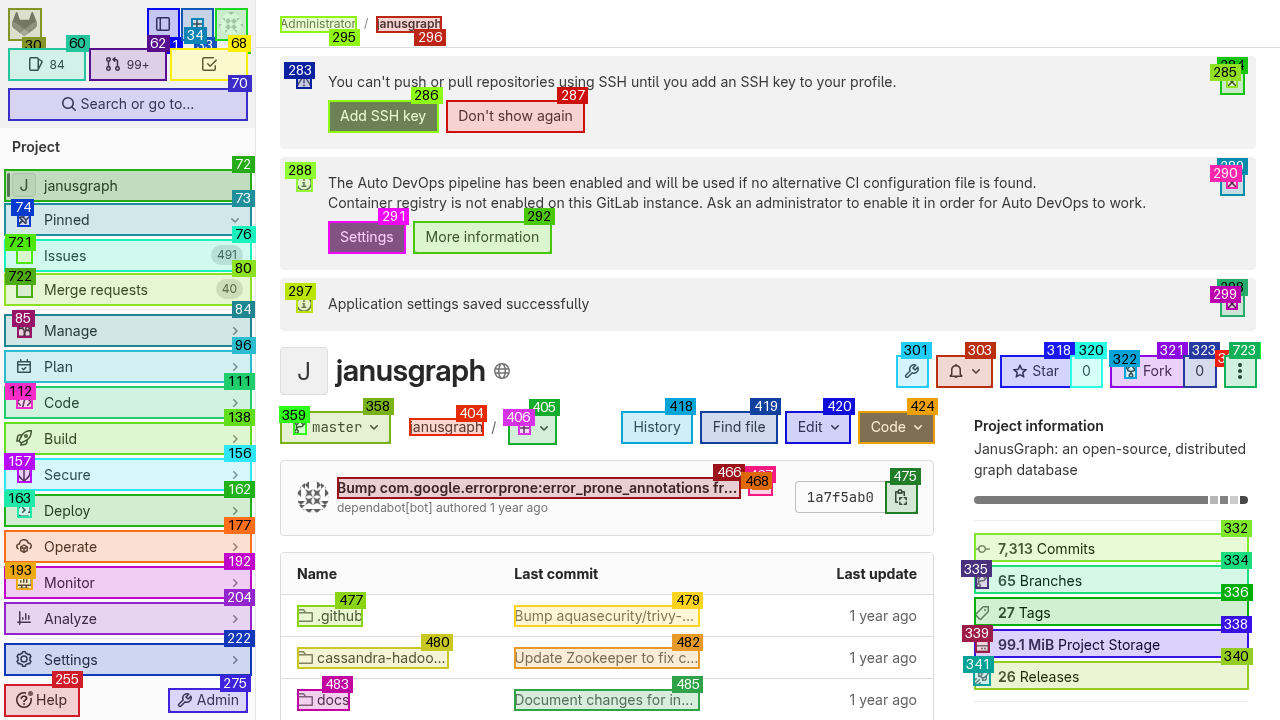 30
1
34
33
60
84
62
99+
68
70
Search or go to...
Project
72
J janusgraph
73
74
Pinned
76
721
Issues
491
80
722
Merge requests
40
84
85
Manage
96
Plan
111
112
Code
138
Build
156
157
Secure
162
163
Deploy
177
Operate
192
193
Monitor
204
Analyze
222
Settings
255
Help
275
Admin
Administrator / janusgraph
295
296
283
You can't push or pull repositories using SSH until you add an SSH key to your profile.
285
286
287
Add SSH key
Don't show again
288
The Auto DevOps pipeline has been enabled and will be used if no alternative CI configuration file is found.
290
Container registry is not enabled on this GitLab instance. Ask an administrator to enable it in order for Auto DevOps to work.
291
292
Settings
More information
297
Application settings saved successfully
299
J
janusgraph
301
303
318
320
321
322
323
723
Star
0
Fork
0
358
359
master
404
janusgraph /
405
406
418
History
419
Find file
420
Edit
424
Code
466
468
Bump com.google.errorprone:error_prone_annotations fr...
dependabot[bot] authored 1 year ago
475
1a7f5ab0
Name
Last commit
Last update
477
479
.github
Bump aquasecurity/trivy-...
1 year ago
480
482
cassandra-hadoo...
Update Zookeeper to fix c...
1 year ago
483
485
docs
Document changes for in...
1 year ago
Project information
JanusGraph: an open-source, distributed
graph database
332
7,313 Commits
334
335
65 Branches
336
27 Tags
338
339
99.1 MiB Project Storage
340
341
26 Releases